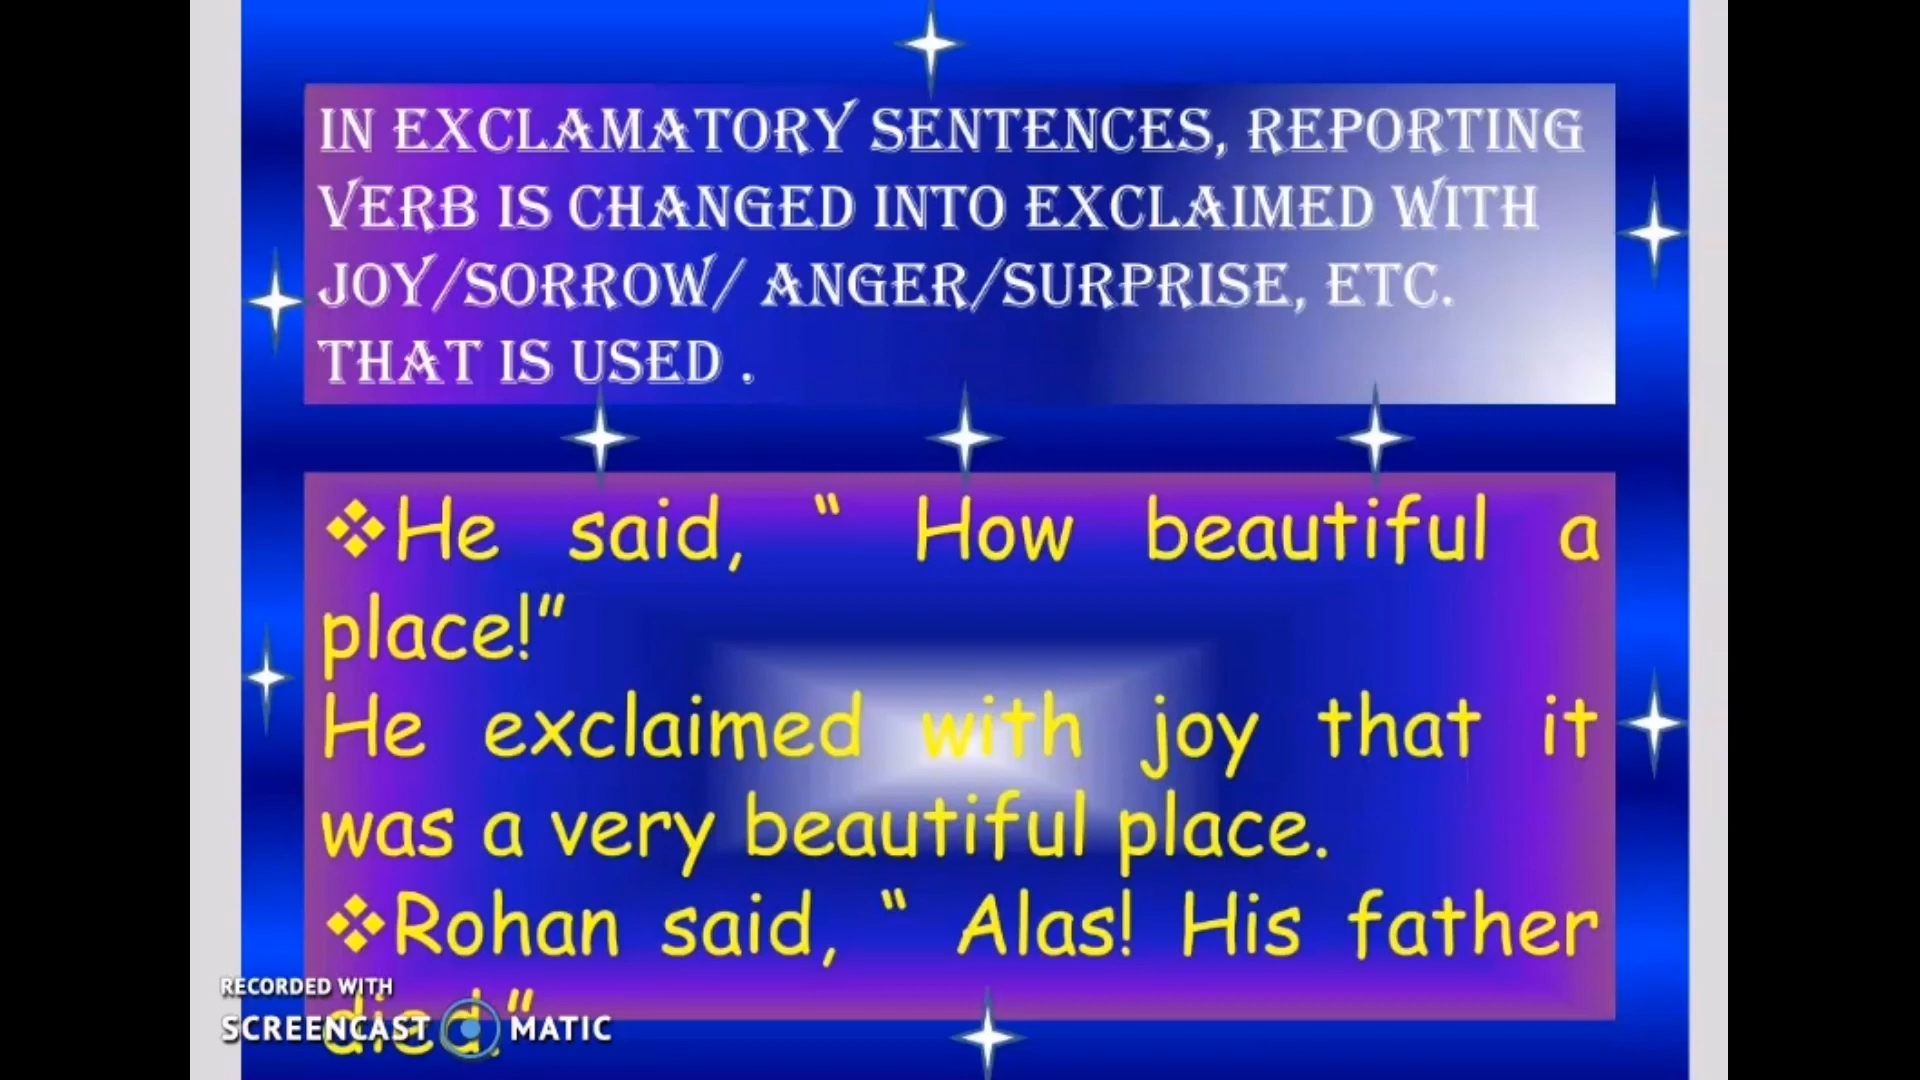 IN EXCLAMATORY SENTENCES, REPORTING
VERB IS CHANGED INTO EXCLAIMED WITH
JOY/SORROW/ ANGER/SURPRISE, ETC.
THAT IS USED .
❖He said, “ How beautiful a
place!”
He exclaimed with joy that it
was a very beautiful place.
❖Rohan said, “ Alas! His father
died.”
RECORDED WITH
SCREENCAST MATIC